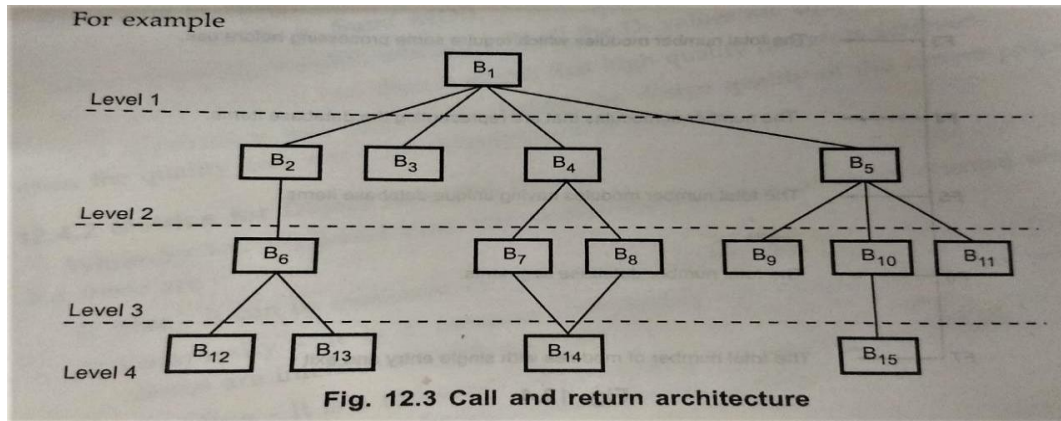 For example
B1
Level 1
B2 B3 B4 B5
Level 2
B6 B7 B8 B9 B10 B11
Level 3
B12 B13 B14 B15
Level 4
Fig. 12.3 Call and return architecture